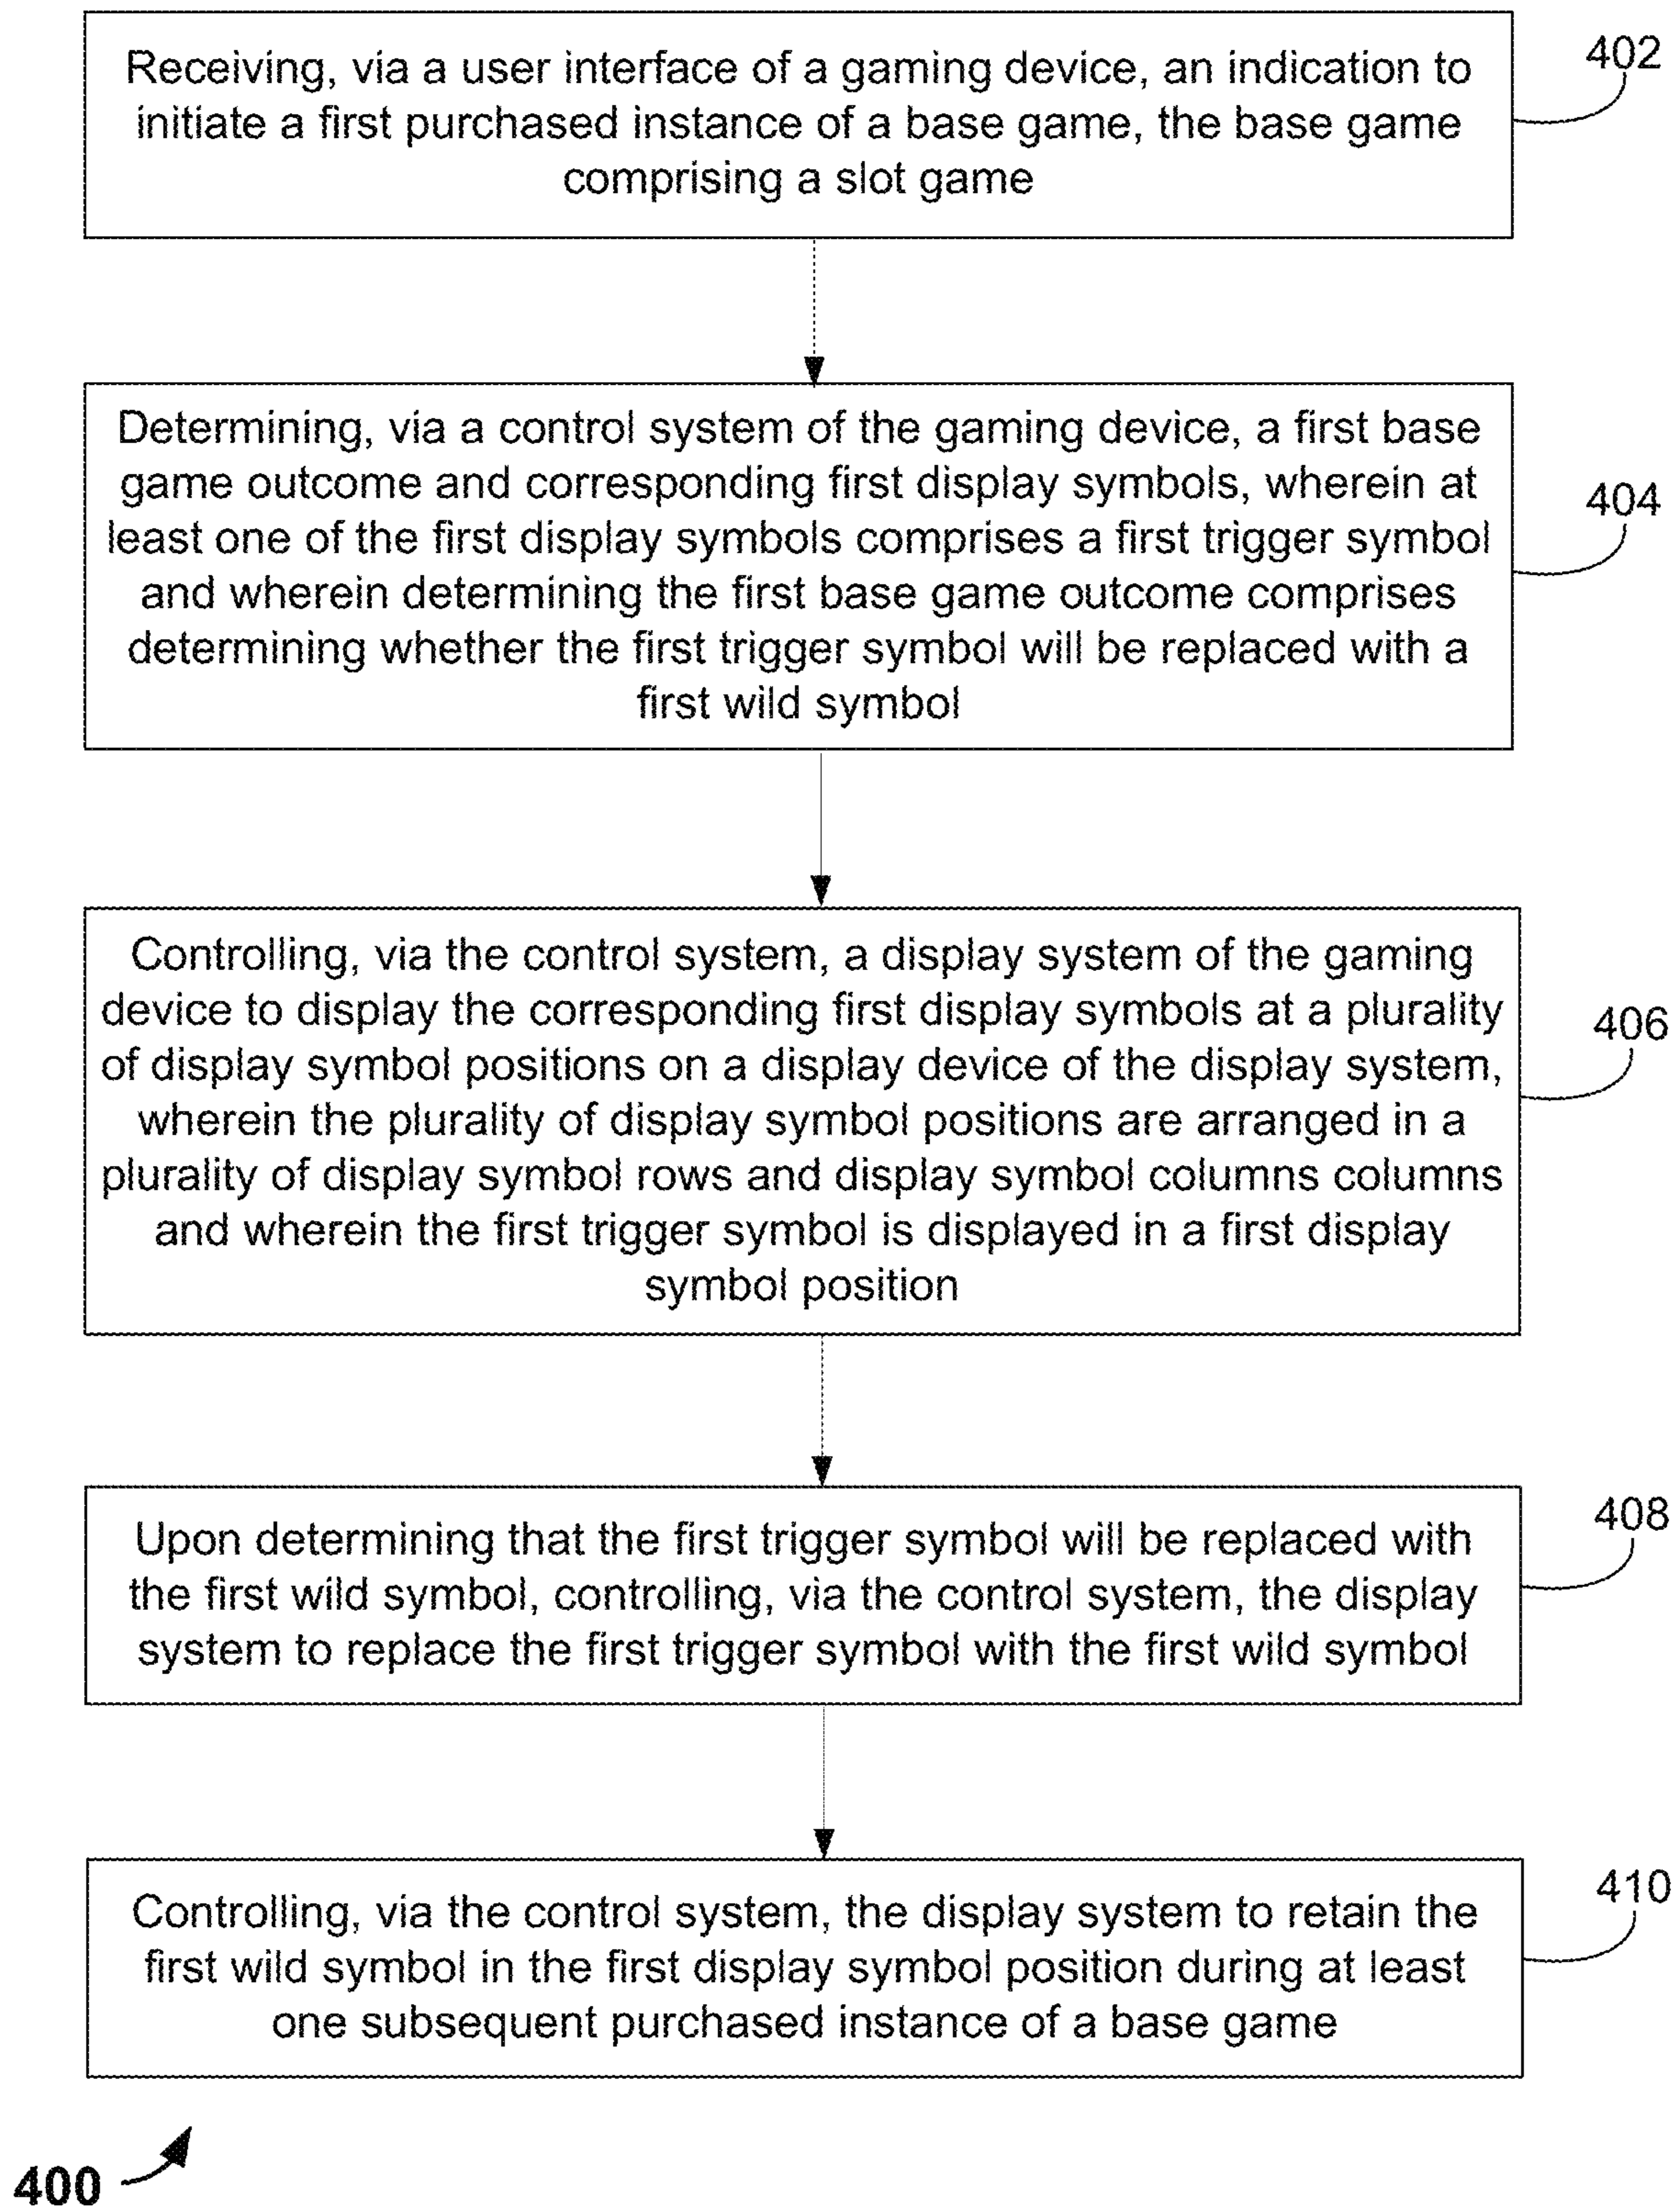 Receiving, via a user interface of a gaming device, an indication to
initiate a first purchased instance of a base game, the base game
comprising a slot game
402
Determining, via a control system of the gaming device, a first base
game outcome and corresponding first display symbols, wherein at
least one of the first display symbols comprises a first trigger symbol
and wherein determining the first base game outcome comprises
determining whether the first trigger symbol will be replaced with a
first wild symbol
404
Controlling, via the control system, a display system of the gaming
device to display the corresponding first display symbols at a plurality
of display symbol positions on a display device of the display system,
wherein the plurality of display symbol positions are arranged in a
plurality of display symbol rows and display symbol columns columns
and wherein the first trigger symbol is displayed in a first display
symbol position
406
Upon determining that the first trigger symbol will be replaced with
the first wild symbol, controlling, via the control system, the display
system to replace the first trigger symbol with the first wild symbol
408
Controlling, via the control system, the display system to retain the
first wild symbol in the first display symbol position during at least
one subsequent purchased instance of a base game
410
400